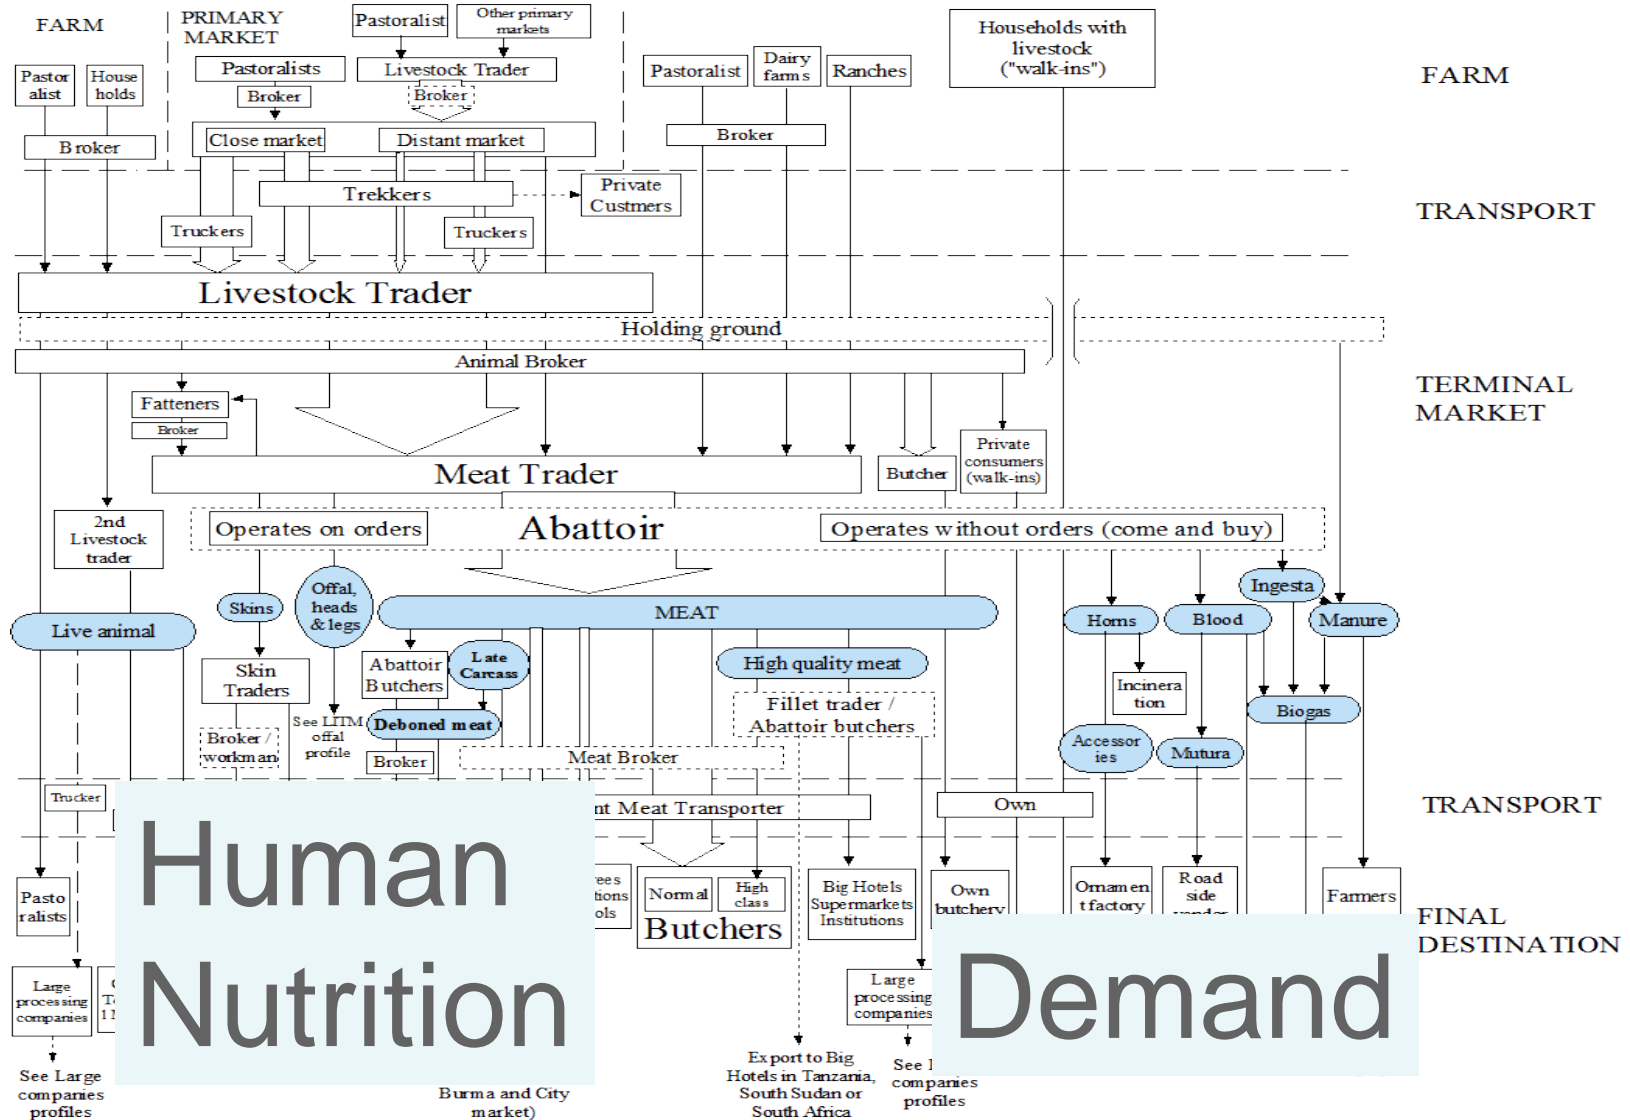 FARM
PRIMARY
MARKET
Pastoralist
Other primary
markets
Households with
livestock
("walk-ins")
FARM
Pastor
alist
House
holds
Pastoralists
Livestock Trader
Pastoralist
Dairy
farms
Ranches
Broker
Broker
Broker
Close market
Distant market
Broker
Trekkers
Private
Custmers
TRANSPORT
Truckers
Truckers
Livestock Trader
Holding ground
Animal Broker
TERMINAL
MARKET
Fatteners
Broker
Meat Trader
Butcher
Private
consumers
(walk-ins)
2nd
Livestock
trader
Operates on orders
Abattoir
Operates without orders (come and buy)
Live animal
Skins
Offal,
heads
& legs
MEAT
Horns
Blood
Ingesta
Manure
Skin
Traders
Abattoir
Butchers
Late
Carcass
High quality meat
Incinera
tion
See LITM
offal
profile
Deboned meat
Fillet trader /
Abattoir butchers
Biogas
Broker /
workman
Broker
Meat Broker
Accessor
ies
Mutura
Trucker
nt Meat Transporter
Own
TRANSPORT
Pasto
ralists
Human
Nutrition
rees
tions
ols
Normal
High
class
Butchers
Big Hotels
Supermarkets
Institutions
Own
butchery
Ornamen
t factory
Road
side
vender
Farmers
FINAL
DESTINATION
Large
processing
companies
Large
processing
companies
Demand
See Large
companies
profiles
Burma and City
market)
Export to Big
Hotels in Tanzania,
South Sudan or
South Africa
See
companies
profiles